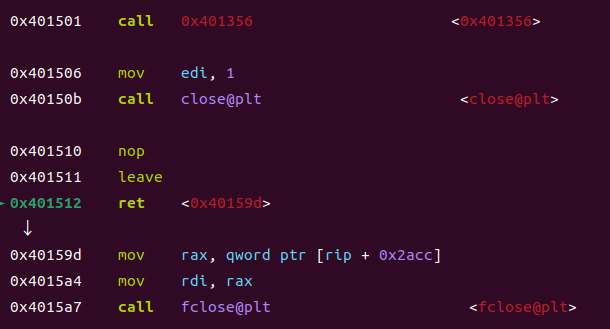 0x401501 call 0x401356 <0x401356>
0x401506 mov edi, 1
0x40150b call close@plt <close@plt>
0x401510 nop
0x401511 leave
► 0x401512 ret <0x40159d>
↓
0x40159d mov rax, qword ptr [rip + 0x2acc]
0x4015a4 mov rdi, rax
0x4015a7 call fclose@plt <fclose@plt>